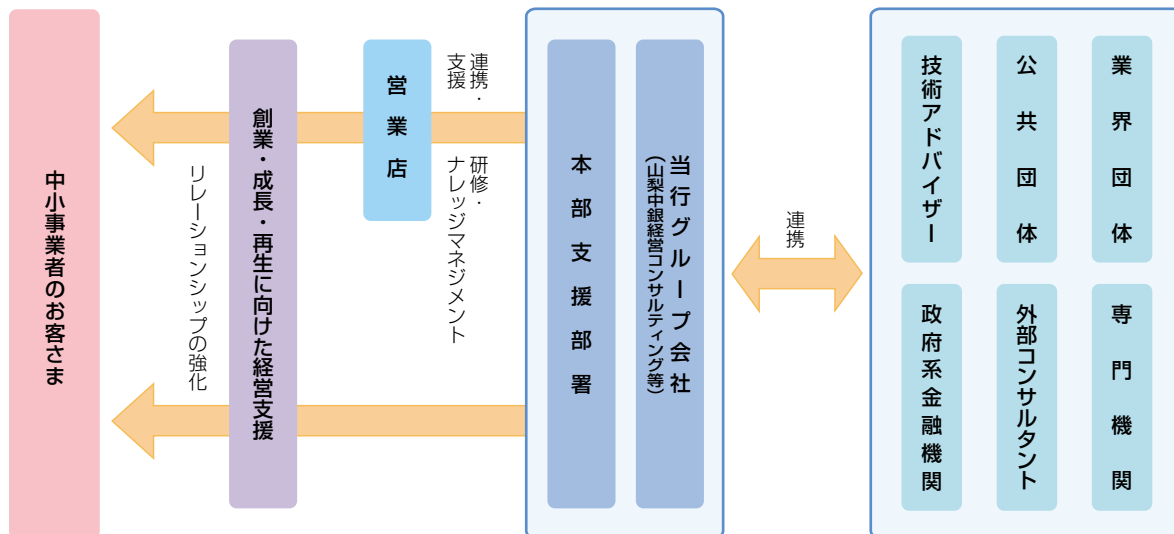 中小事業者のお客さま
リレーションシップの強化
創業・成長・再生に向けた経営支援
営業店
連携・
支援
研修・
ナレッジマネジメント
本部支援部署
当行グループ会社
(山梨中銀経営コンサルティング等)
連携
技術アドバイザー
公共団体
業界団体
政府系金融機関
外部コンサルタント
専門機関